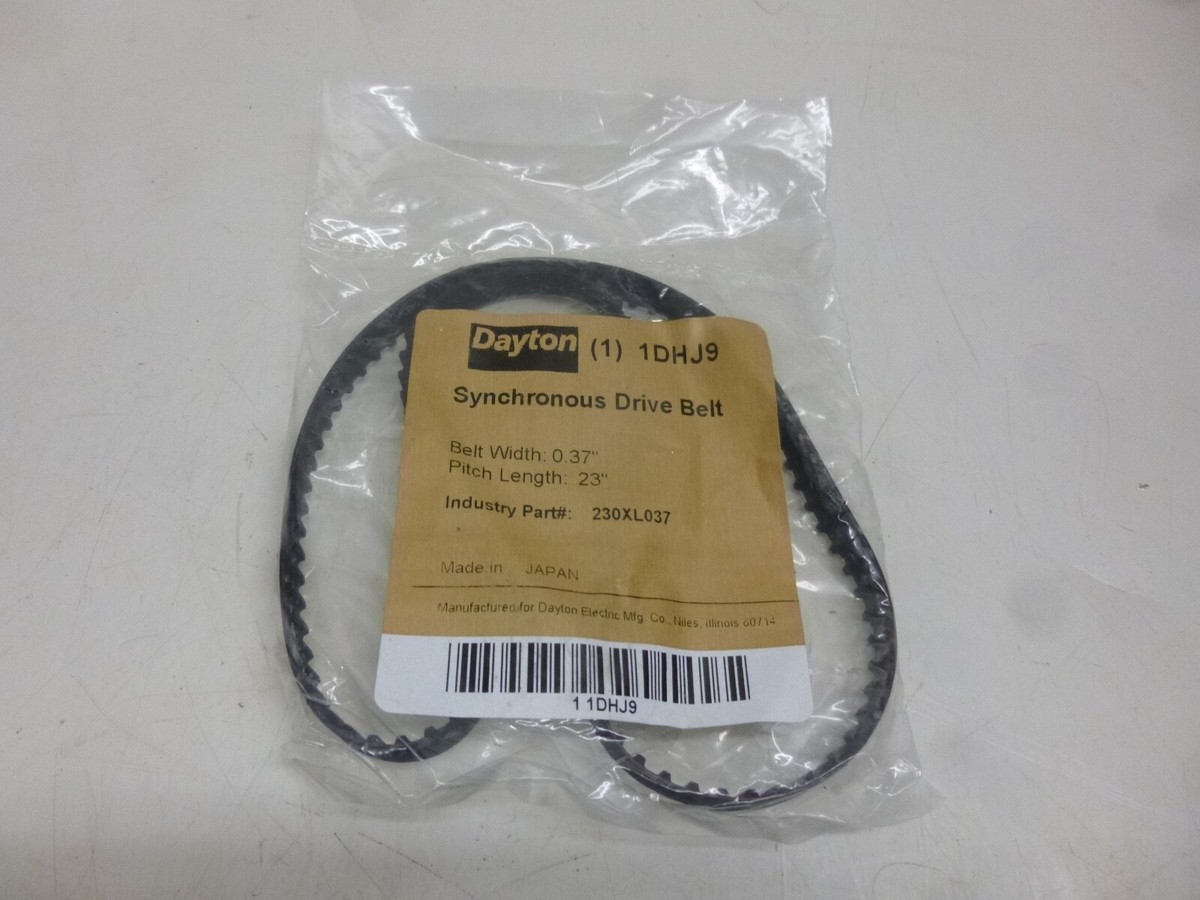 Dayton (1) 1DHJ9
Synchronous Drive Belt
Belt Width: 0.37"
Pitch Length: 23"
Industry Part#: 230XL037
Made in JAPAN
Manufactured for Dayton Electric Mfg. Co., Niles, Illinois 60714
1 1DHJ9